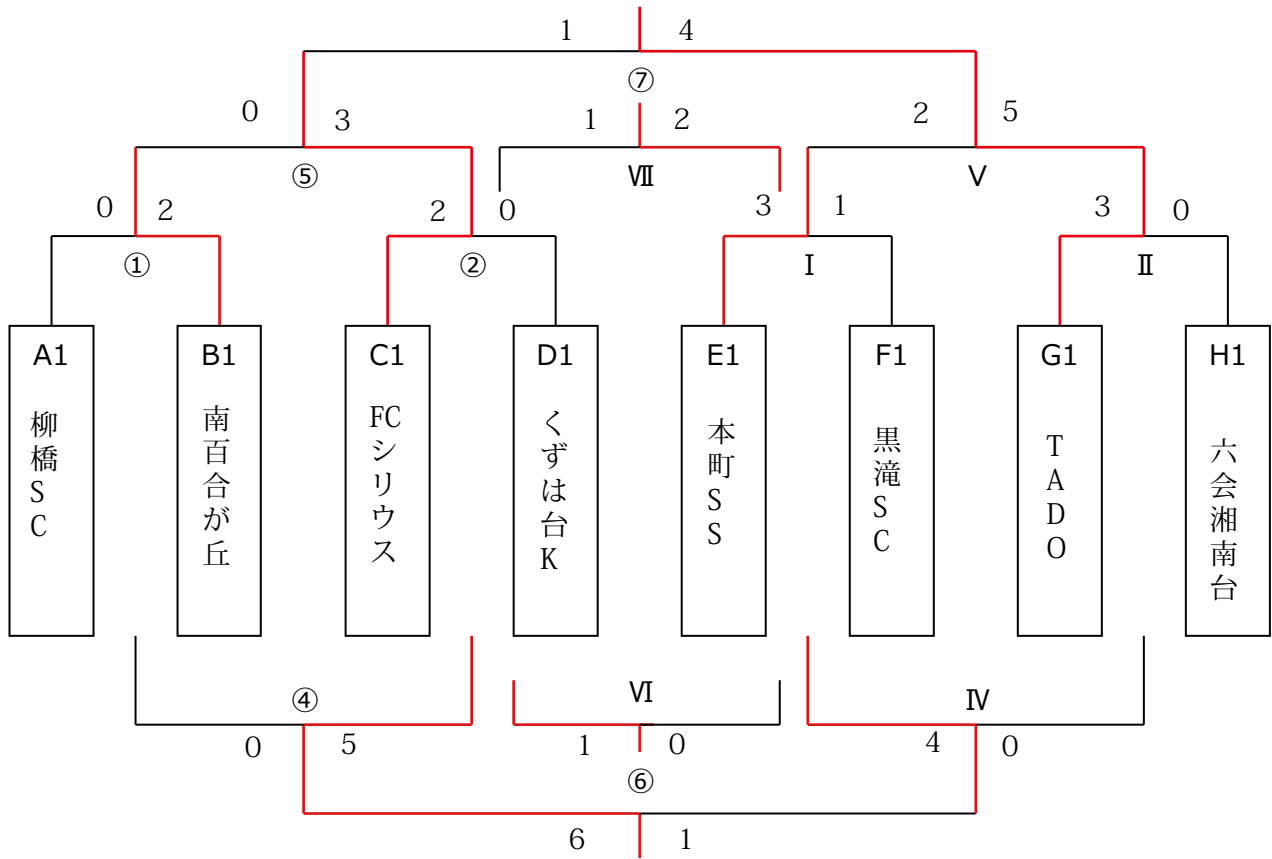 1 4
⑦
0 3 1 2 2 5
⑤ Ⅶ Ⅴ
0 2 2 0 3 1 3 0
① ② Ⅰ Ⅱ
A1 B1 C1 D1 E1 F1 G1 H1
柳橋SC
南百合が丘
FCシリウス
くずは台K
本町SS
黒滝SC
TADO
六会湘南台
④ Ⅵ Ⅳ
0 5 1 0 4 0
⑥
6 1